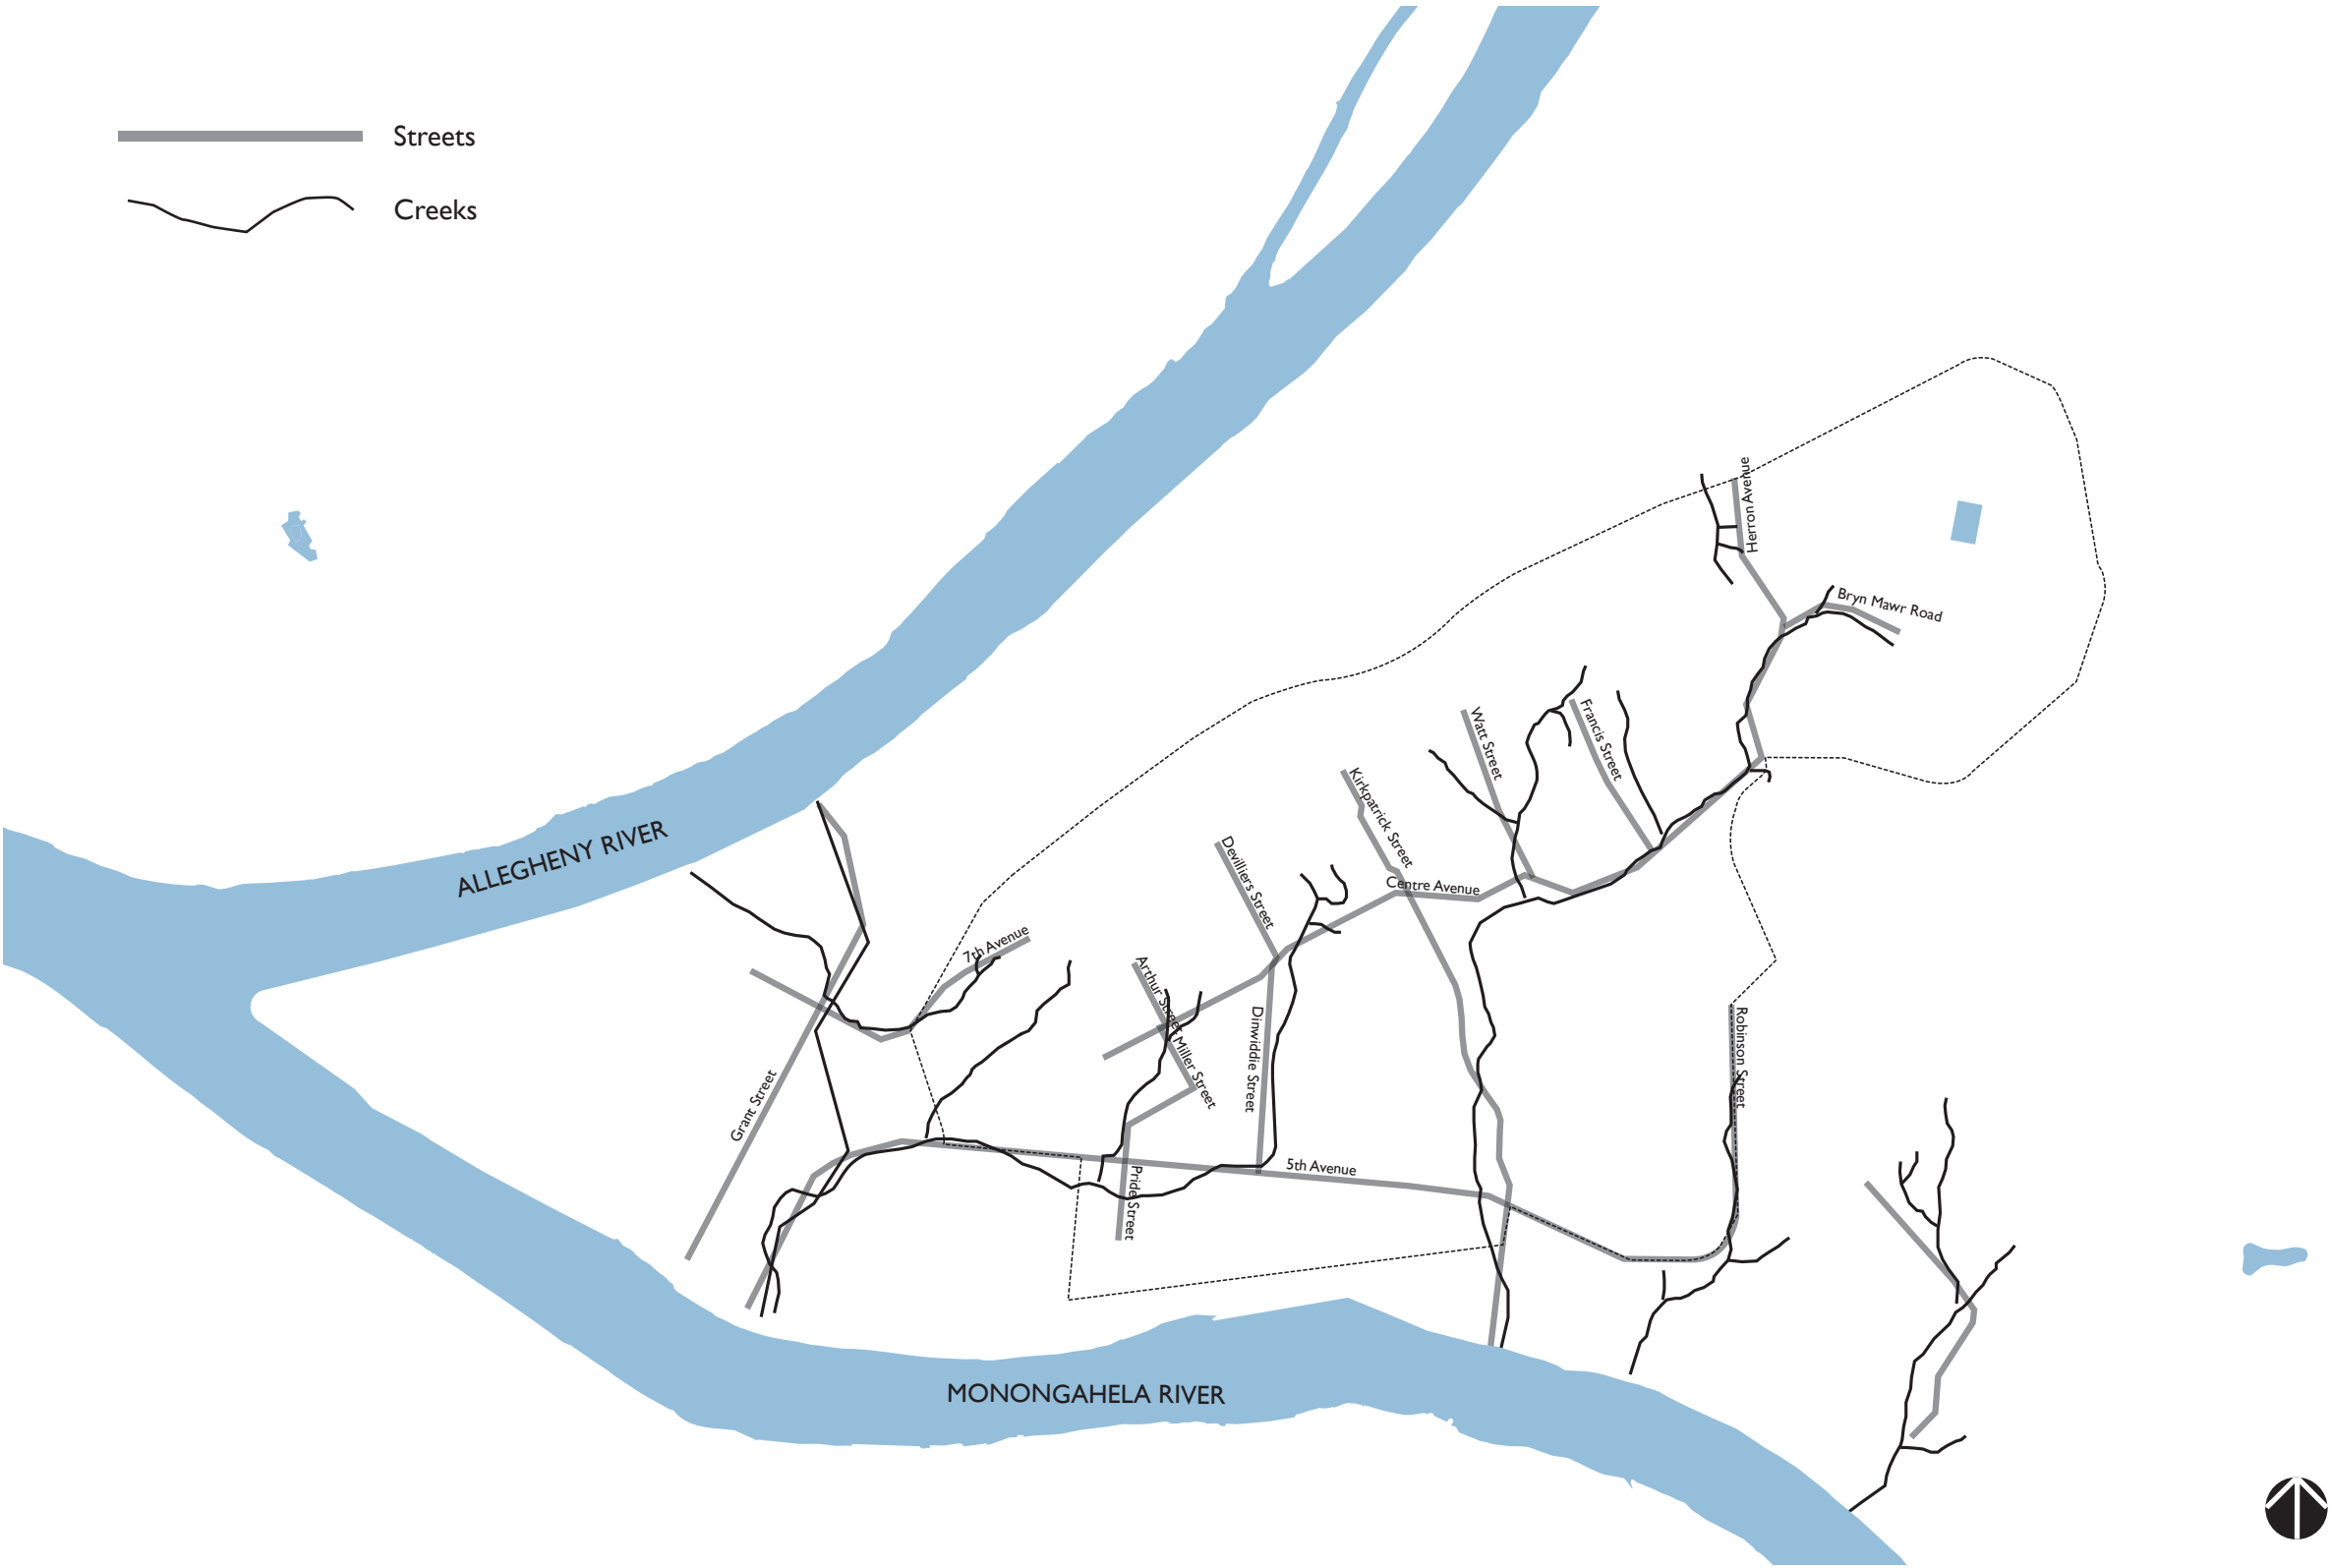 Streets
Creeks
Herron Avenue
Bryn Mawr Road
Watt Street
Francis Street
Kirkpatrick Street
ALLEGHENY RIVER
Devilliers Street
Centre Avenue
7th Avenue
Arthur Street
Miller Street
Dinwiddie Street
Robinson Street
Grant Street
Pride Street
5th Avenue
MONONGAHELA RIVER